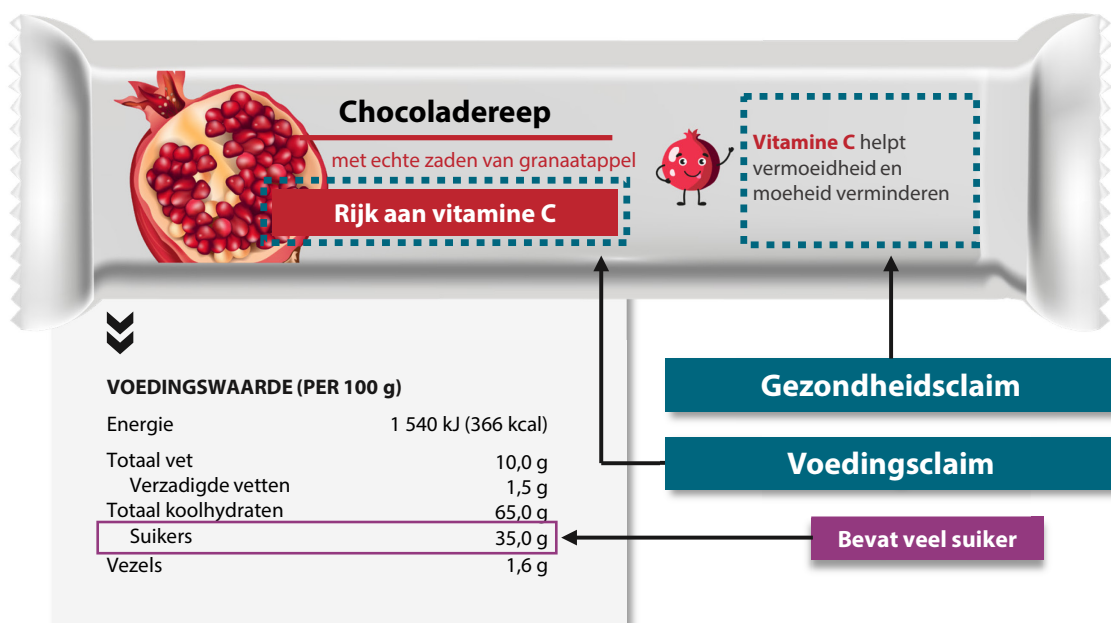 Chocoladereep
met echte zaden van granaatappel
Rijk aan vitamine C
Vitamine C helpt
vermoeidheid en
moeheid verminderen
VOEDINGSWAARDE (PER 100 g)
Energie 1 540 kJ (366 kcal)
Totaal vet 10,0 g
Verzadigde vetten 1,5 g
Totaal koolhydraten 65,0 g
Suikers 35,0 g
Vezels 1,6 g
Gezondheidsclaim
Voedingsclaim
Bevat veel suiker